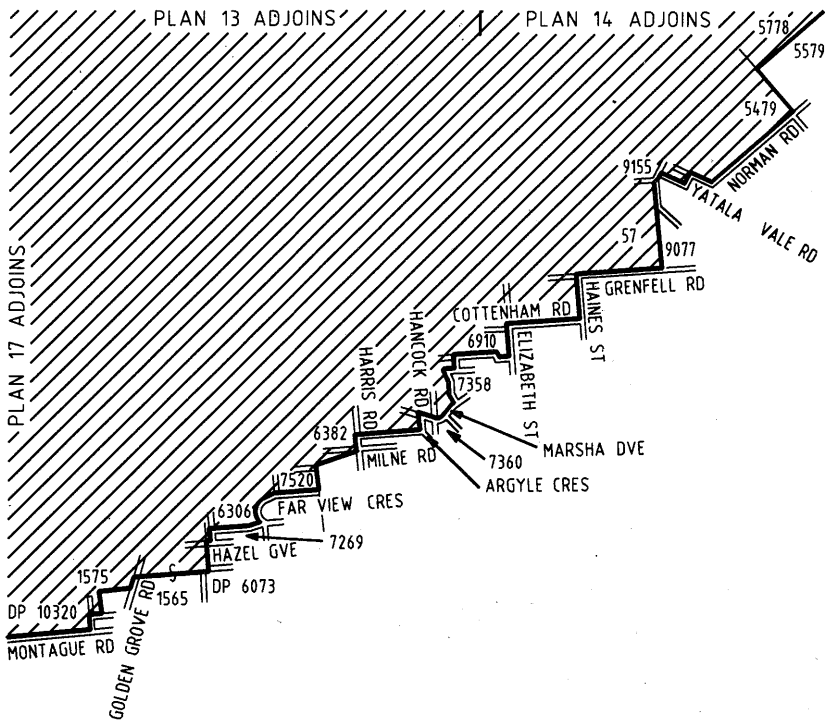 PLAN 13 ADJOINS
PLAN 14 ADJOINS
5778
5579
5479
NORMAN RD
9155
YATALA VALE RD
57
9077
PLAN 17 ADJOINS
GRENFELL RD
COTTENHAM RD
HAINES ST
HANCOCK RD
6910
ELIZABETH ST
HARRIS RD
7358
6382
MARSHA DVE
MILNE RD
7360
ARGYLE CRES
7520
6306
FAR VIEW CRES
HAZEL GVE
7269
1575
S
DP 6073
1565
DP 10320
GOLDEN GROVE RD
MONTAGUE RD